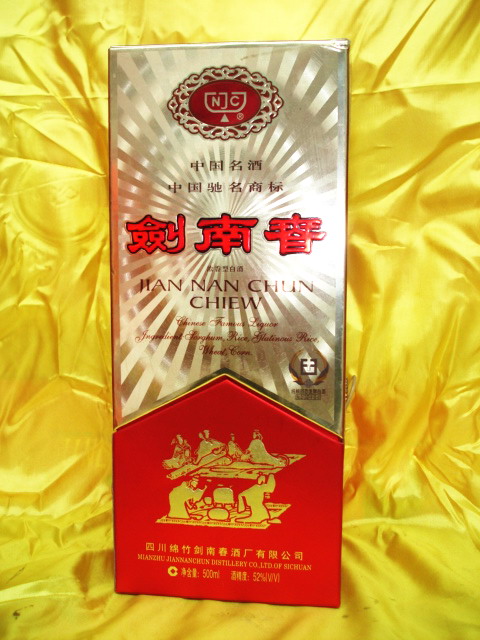 JNC
®
中国名酒
中国驰名商标
劍南春
浓香型白酒
JIAN NAN CHUN
CHIEW
Chinese Famous Liquor
Ingredient: Sorghum, Rice, Glutinous Rice,
Wheat, Corn.
四川绵竹剑南春酒厂有限公司
MIANZHU JIANNANCHUN DISTILLERY CO.,LTD. OF SICHUAN
C 净含量: 500ml 酒精度: 52%(V/V)